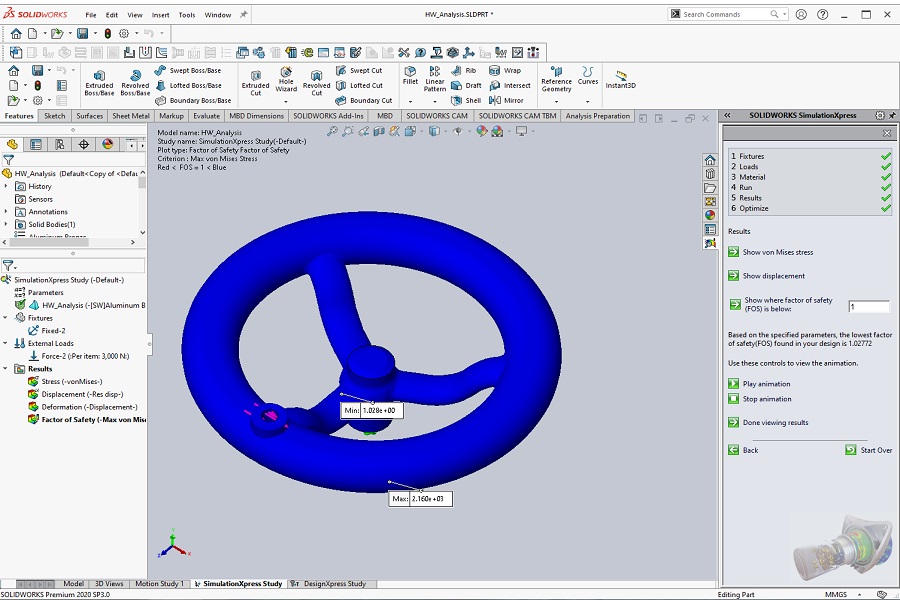 SOLIDWORKS File Edit View Insert Tools Window HW_Analysis.SLDPRT * Search Commands
Extruded Boss/Base
Revolved Boss/Base
Swept Boss/Base
Lofted Boss/Base
Boundary Boss/Base
Extruded Cut
Hole Wizard
Revolved Cut
Swept Cut
Lofted Cut
Boundary Cut
Fillet
Linear Pattern
Rib
Draft
Shell
Wrap
Intersect
Mirror
Reference Geometry
Curves
Instant3D
Features Sketch Surfaces Sheet Metal Markup Evaluate MBD Dimensions SOLIDWORKS Add-Ins MBD SOLIDWORKS CAM SOLIDWORKS CAM TBM Analysis Preparation
HW_Analysis (Default<Copy of <Defau
History
Sensors
Annotations
Solid Bodies(1)
SimulationXpress Study (-Default-)
Parameters
HW_Analysis (-[SW]Aluminum B
Fixtures
Fixed-2
External Loads
Force-2 (:Per item: 3,000 N:)
Results
Stress (-vonMises-)
Displacement (-Res disp-)
Deformation (-Displacement-)
Factor of Safety (-Max von Mise
Model name: HW_Analysis
Study name: SimulationXpress Study(-Default-)
Plot type: Factor of Safety Factor of Safety
Criterion : Max von Mises Stress
Red < FOS = 1 < Blue
Min: 1.028e+00
Max: 2.160e+03
SOLIDWORKS SimulationXpress
1 Fixtures
2 Loads
3 Material
4 Run
5 Results
6 Optimize
Results
Show von Mises stress
Show displacement
Show where factor of safety
(FOS) is below: 1
Based on the specified parameters, the lowest factor
of safety(FOS) found in your design is 1.02772
Use these controls to view the animation.
Play animation
Stop animation
Done viewing results
Back Start Over
Model 3D Views Motion Study 1 SimulationXpress Study DesignXpress Study
SOLIDWORKS Premium 2020 SP3.0 Editing Part MMGS